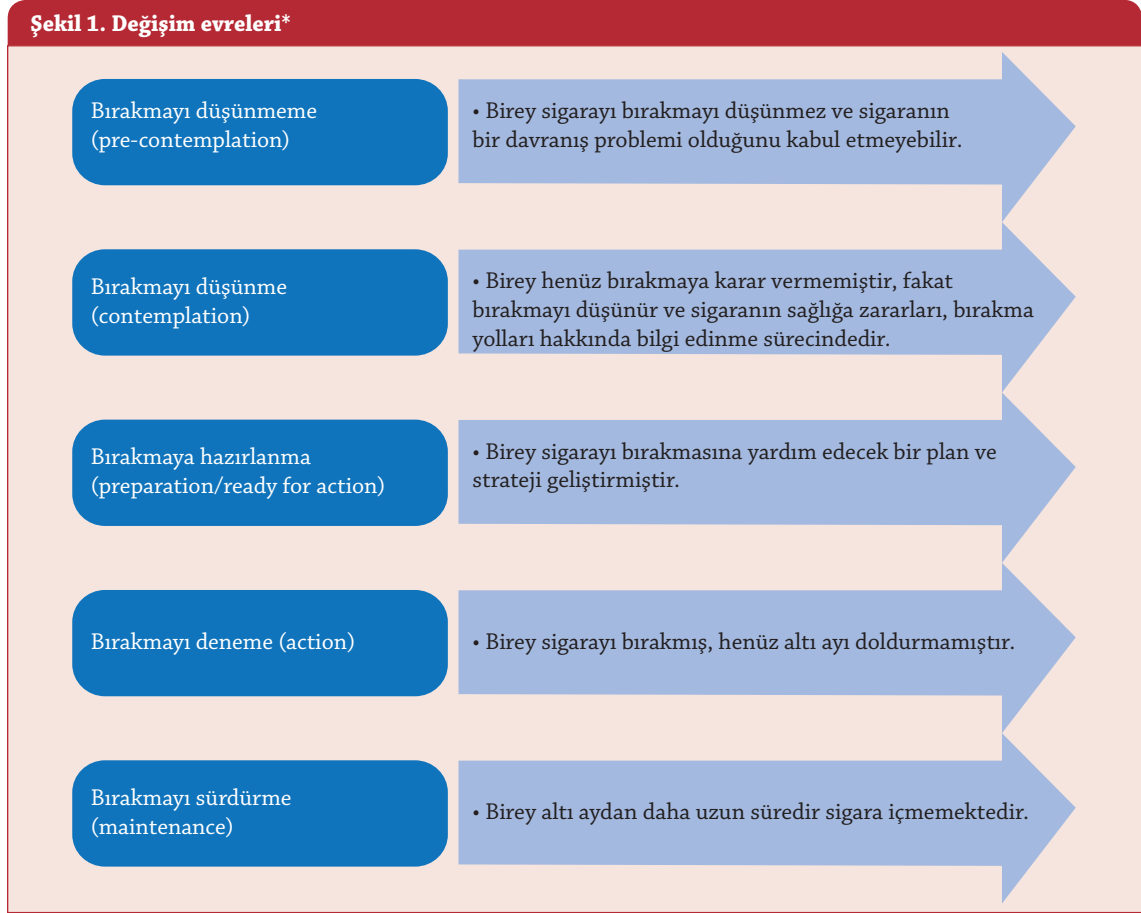 Şekil 1. Değişim evreleri*
Bırakmayı düşünmeme
(pre-contemplation)
• Birey sigarayı bırakmayı düşünmez ve sigaranın
bir davranış problemi olduğunu kabul etmeyebilir.
Bırakmayı düşünme
(contemplation)
• Birey henüz bırakmaya karar vermemiştir, fakat
bırakmayı düşünür ve sigaranın sağlığa zararları, bırakma
yolları hakkında bilgi edinme sürecindedir.
Bırakmaya hazırlanma
(preparation/ready for action)
• Birey sigarayı bırakmasına yardım edecek bir plan ve
strateji geliştirmiştir.
Bırakmayı deneme (action)
• Birey sigarayı bırakmış, henüz altı ayı doldurmamıştır.
Bırakmayı sürdürme
(maintenance)
• Birey altı aydan daha uzun süredir sigara içmemektedir.